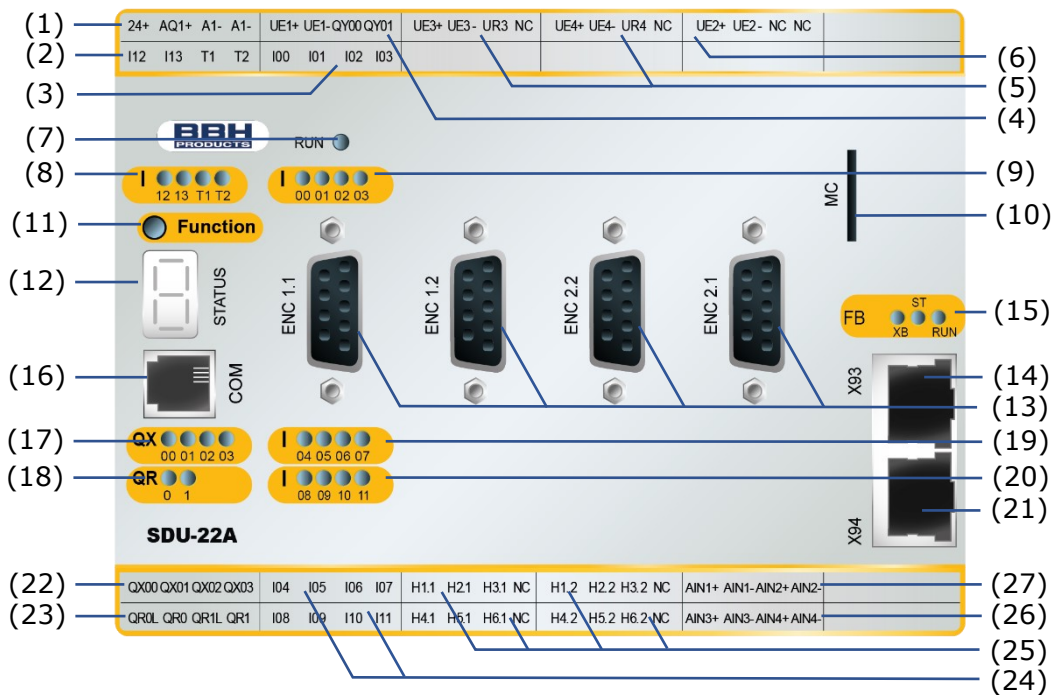 (1) 24+ AQ1+ A1- A1- UE1+ UE1- QY00 QY01 UE3+ UE3- UR3 NC UE4+ UE4- UR4 NC UE2+ UE2- NC NC
(2) I12 I13 T1 T2 I00 I01 I02 I03
(6)
(3)
(5)
(4)
(7) BBH PRODUCTS RUN
(8) I 12 13 T1 T2
I 00 01 02 03 (9)
MC (10)
(11) Function
(12) STATUS
ENC 1.1 ENC 1.2 ENC 2.2 ENC 2.1
FB XB ST RUN (15)
(16) COM
X93 (14)
(13)
(17) QX 00 01 02 03
I 04 05 06 07 (19)
(18) QR 0 1
I 08 09 10 11 (20)
X94 (21)
SDU-22A
(22) QX00 QX01 QX02 QX03 I04 I05 I06 I07 H1.1 H2.1 H3.1 NC H1.2 H2.2 H3.2 NC AIN1+ AIN1- AIN2+ AIN2- (27)
(23) QR0L QR0 QR1L QR1 I08 I09 I10 I11 H4.1 H5.1 H6.1 NC H4.2 H5.2 H6.2 NC AIN3+ AIN3- AIN4+ AIN4- (26)
(25)
(24)